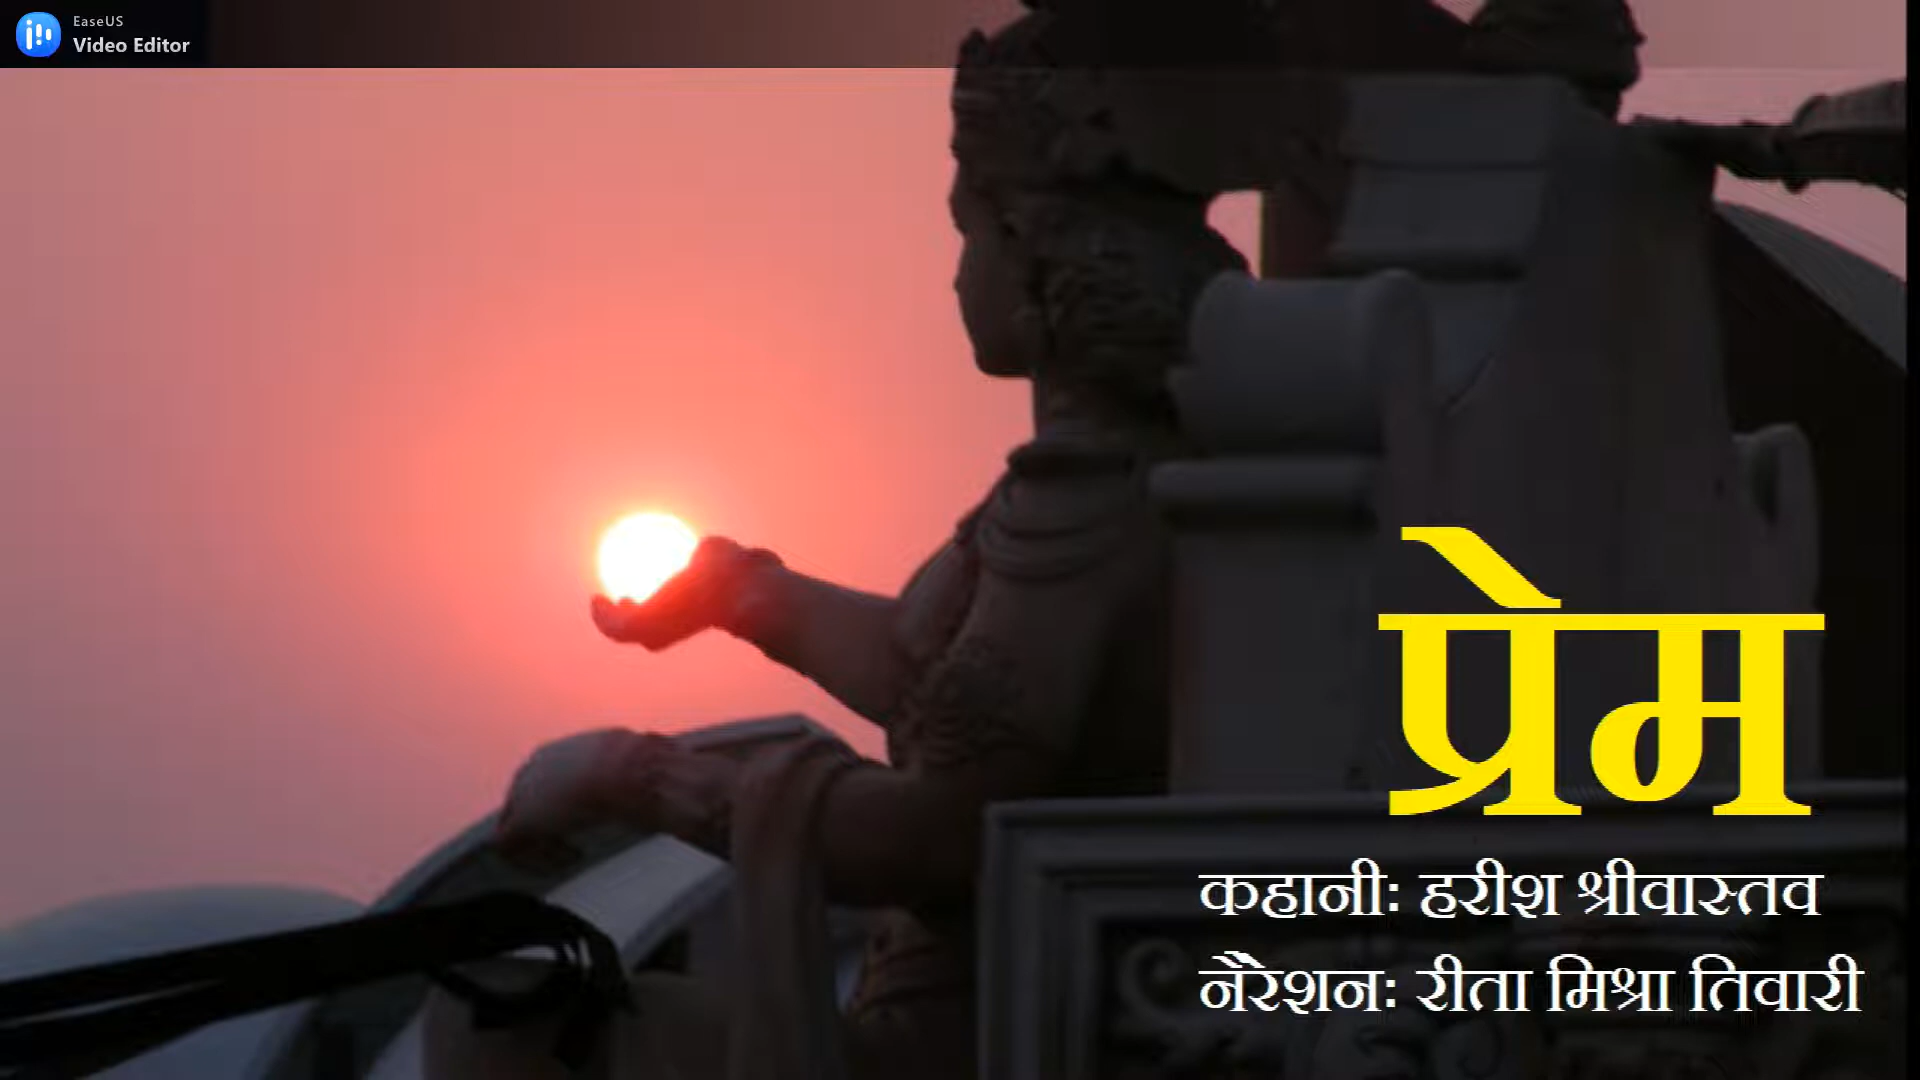 EaseUS
Video Editor
प्रेम
कहानी: हरीश श्रीवास्तव
नैरेशन: रीता मिश्रा तिवारी